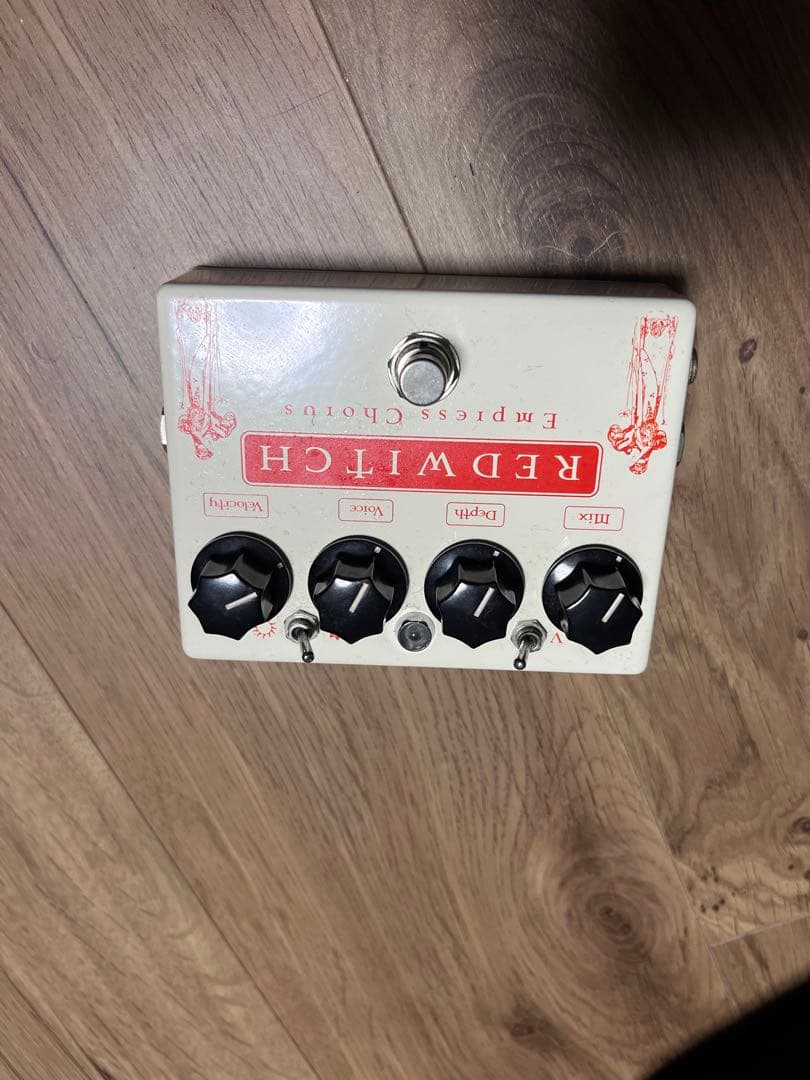 Mix Depth Voice Velocity
REDWITCH
Empress Chorus